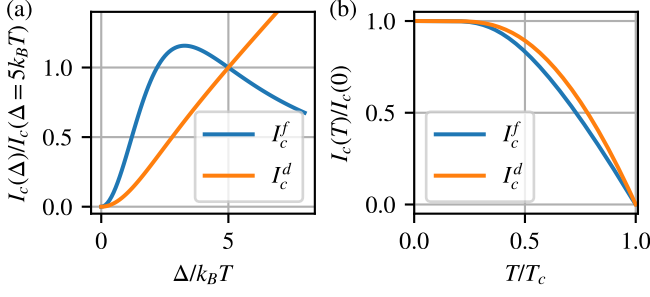 (a)
I_c(Δ)/I_c(Δ = 5k_BT)
1.0
0.5
0.0
I_c^f
I_c^d
0
5
Δ/k_BT
(b)
I_c(T)/I_c(0)
1.0
0.5
0.0
I_c^f
I_c^d
0.0
0.5
1.0
T/T_c